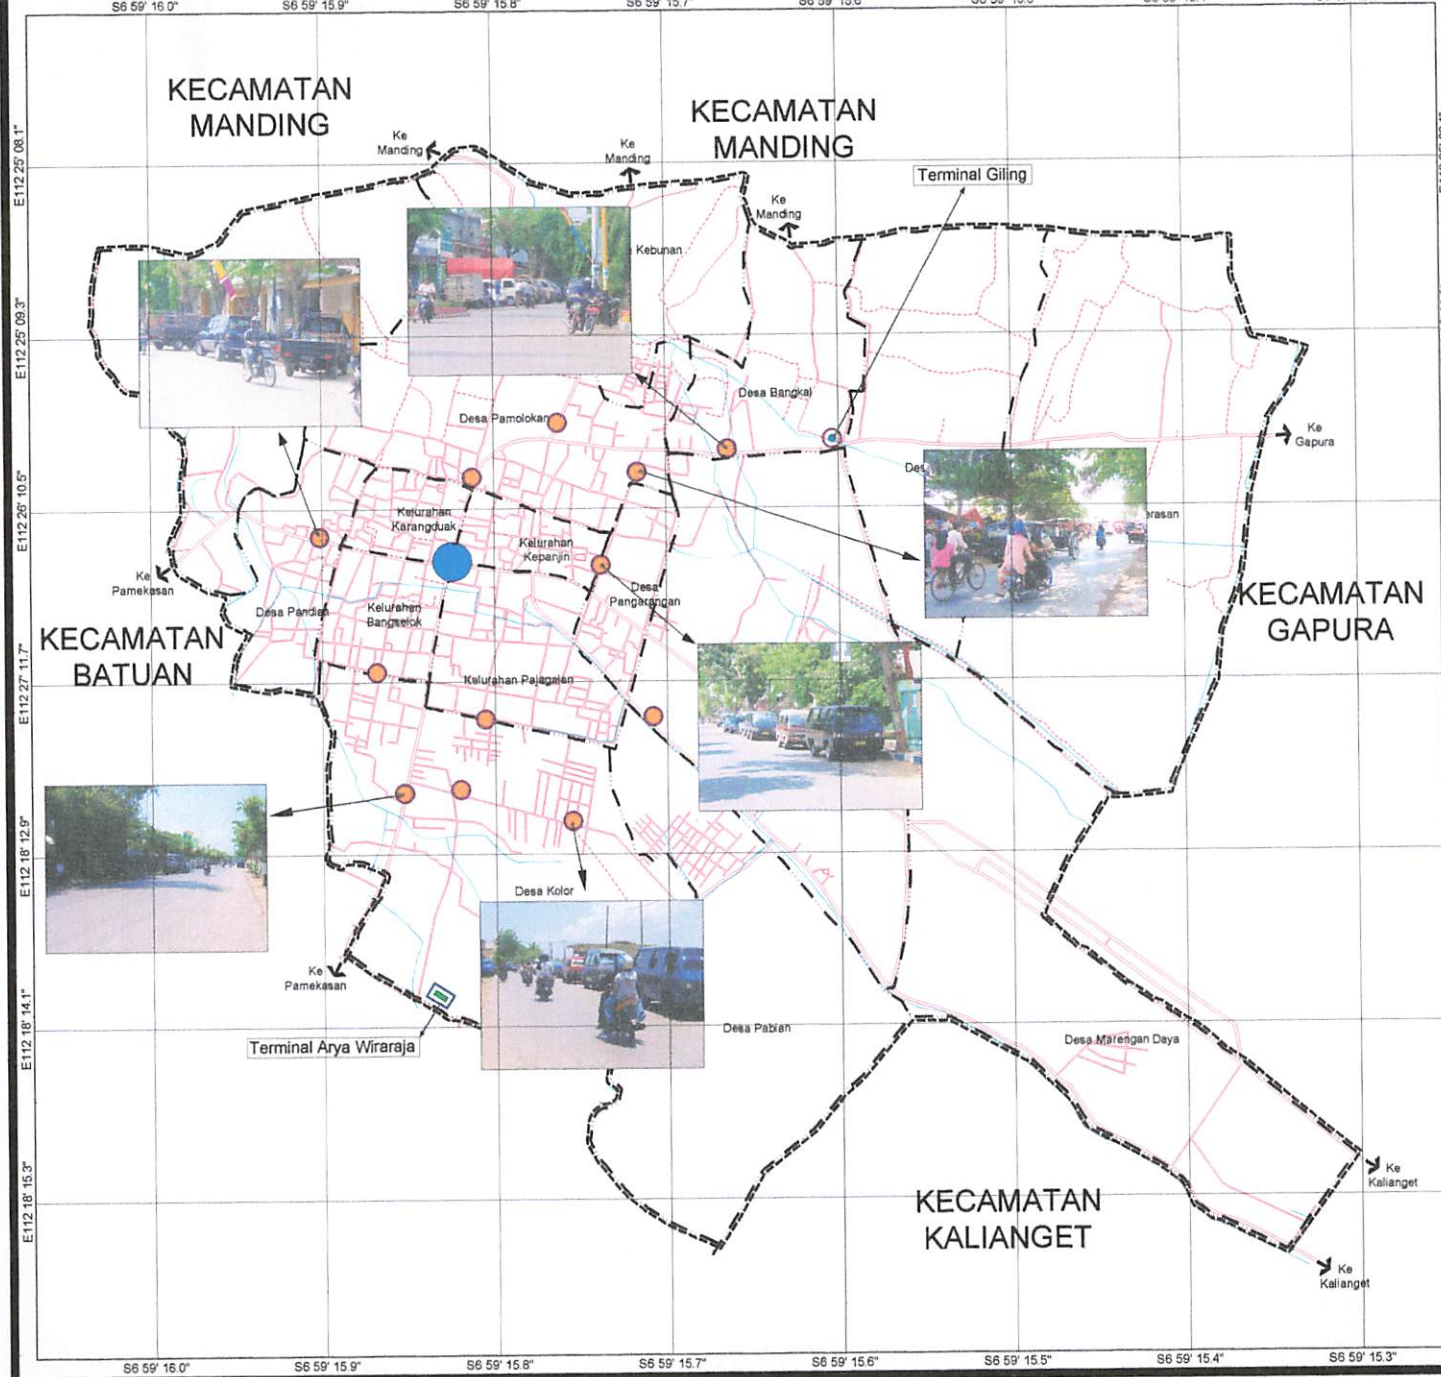 S6 59' 16.0"
S6 59' 15.9"
S6 59' 15.8"
S6 59' 15.7"
S6 59' 15.6"
KECAMATAN
MANDING
KECAMATAN
MANDING
Ke
Manding
Ke
Manding
Ke
Manding
Terminal Giling
E112 25' 08.1"
Kebunan
E112 25' 09.3"
Desa Bangkal
Desa Pamolokan
Ke
Gapura
E112 26' 10.5"
Kelurahan
Karangduak
Kelurahan
Kepanjin
erasan
Ke
Pamekasan
Desa
Pangarangan
Desa Pandian
Kelurahan
Bangselok
KECAMATAN
GAPURA
KECAMATAN
BATUAN
E112 27' 11.7"
Kelurahan Pajagalan
E112 18' 12.9"
Desa Kolor
Ke
Pamekasan
E112 18' 14.1"
Terminal Arya Wiraraja
Desa Pabian
Desa Marengan Daya
E112 18' 15.3"
KECAMATAN
KALIANGET
Ke
Kalianget
Ke
Kalianget
S6 59' 16.0"
S6 59' 15.9"
S6 59' 15.8"
S6 59' 15.7"
S6 59' 15.6"
S6 59' 15.5"
S6 59' 15.4"
S6 59' 15.3"